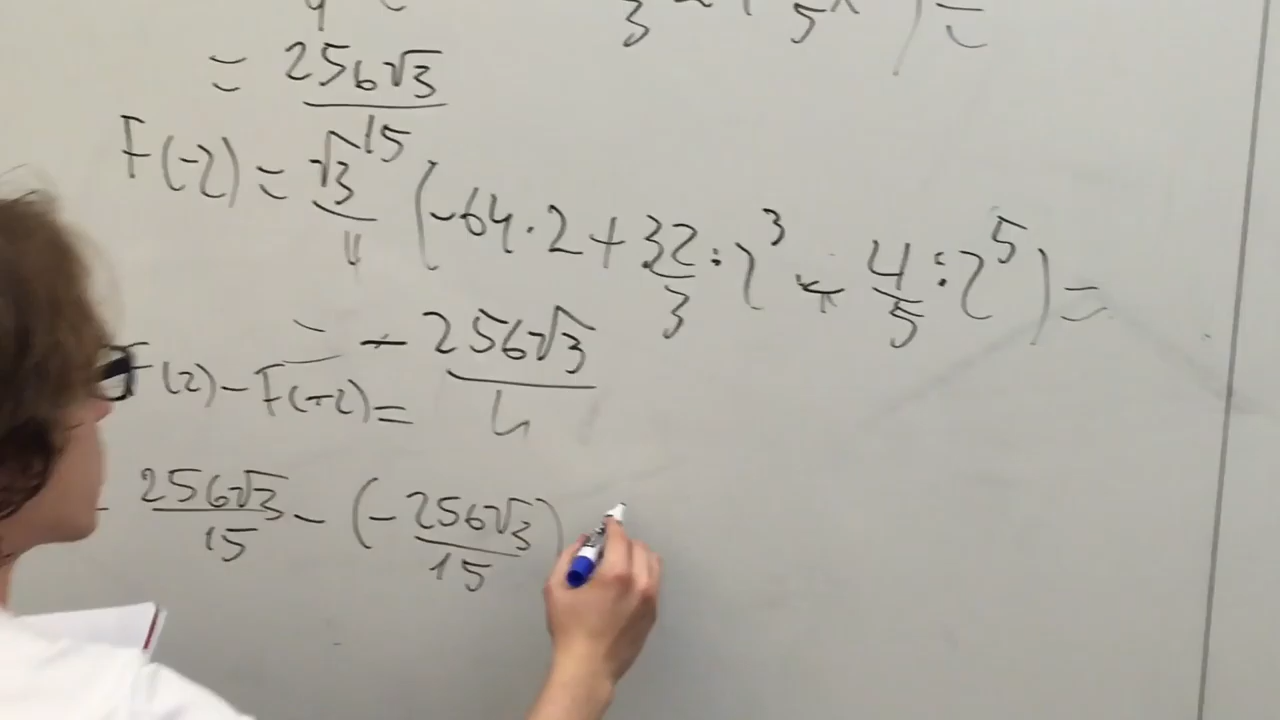 = 256√3 / 15
F(-2) = √3 / 4 (-64·2 + 32/3 : 2³ + 4/5 : 2⁵) =
= - 256√3 / 4
F(2) - F(-2) =
256√3 / 15 - (- 256√3 / 15)